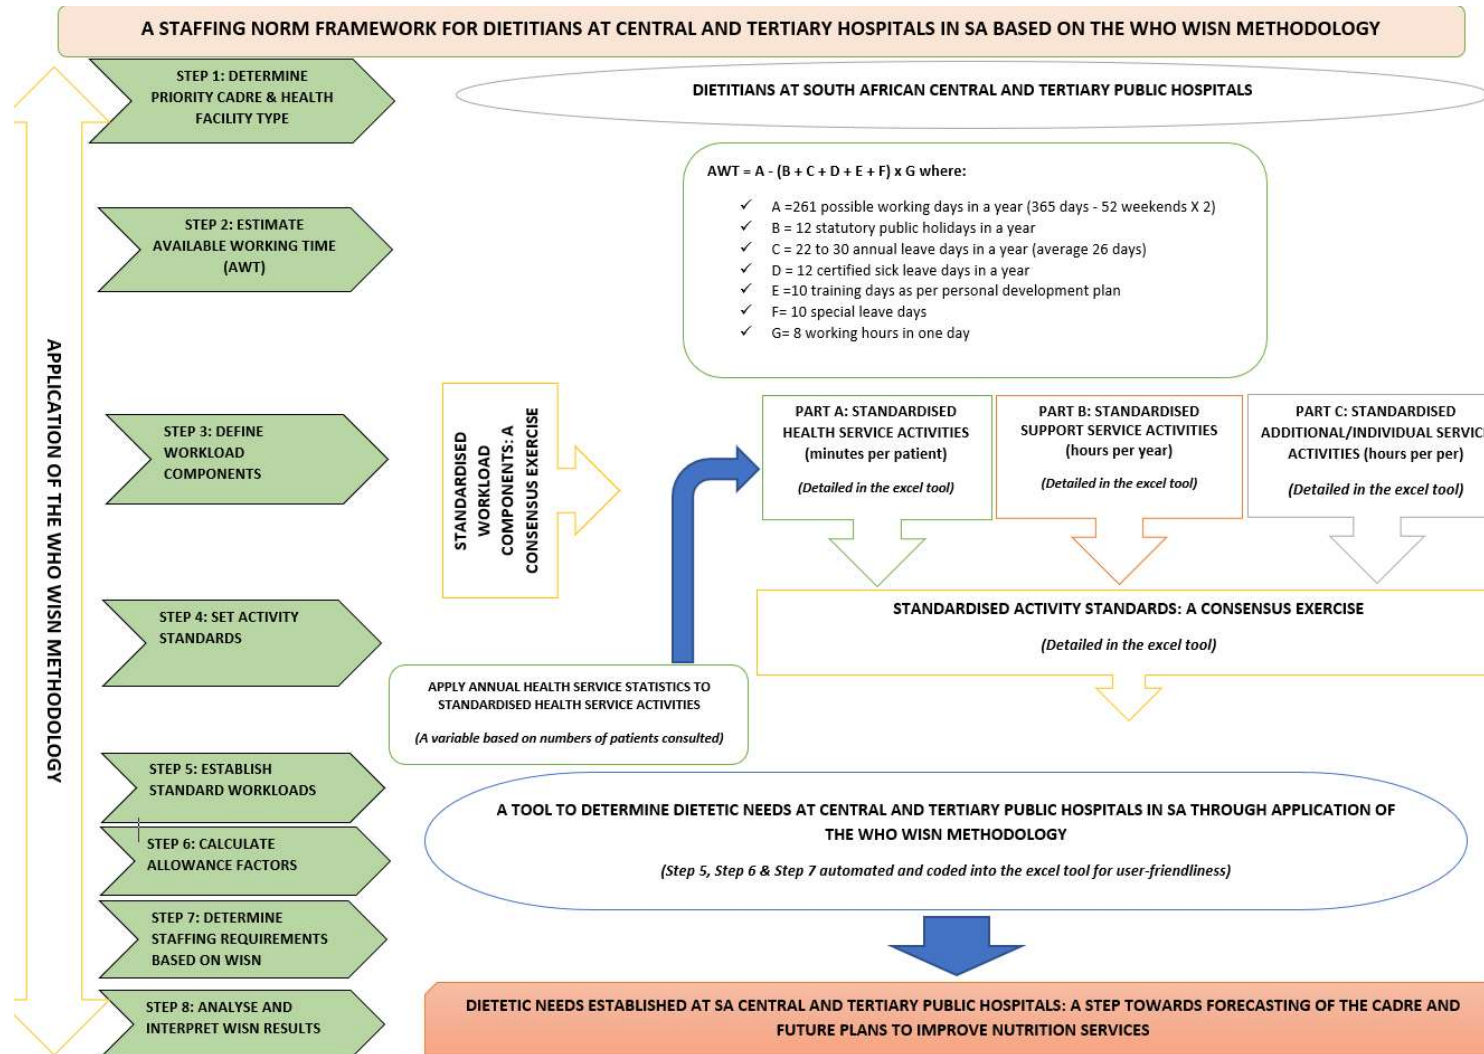 A STAFFING NORM FRAMEWORK FOR DIETITIANS AT CENTRAL AND TERTIARY HOSPITALS IN SA BASED ON THE WHO WISN METHODOLOGY
APPLICATION OF THE WHO WISN METHODOLOGY
STEP 1: DETERMINE
PRIORITY CADRE & HEALTH
FACILITY TYPE
DIETITIANS AT SOUTH AFRICAN CENTRAL AND TERTIARY PUBLIC HOSPITALS
STEP 2: ESTIMATE
AVAILABLE WORKING TIME
(AWT)
AWT = A - (B + C + D + E + F) x G where:
✓ A =261 possible working days in a year (365 days - 52 weekends X 2)
✓ B = 12 statutory public holidays in a year
✓ C = 22 to 30 annual leave days in a year (average 26 days)
✓ D = 12 certified sick leave days in a year
✓ E =10 training days as per personal development plan
✓ F= 10 special leave days
✓ G= 8 working hours in one day
STEP 3: DEFINE
WORKLOAD
COMPONENTS
STANDARDISED
WORKLOAD
COMPONENTS: A
CONSENSUS EXERCISE
PART A: STANDARDISED
HEALTH SERVICE ACTIVITIES
(minutes per patient)
(Detailed in the excel tool)
PART B: STANDARDISED
SUPPORT SERVICE ACTIVITIES
(hours per year)
(Detailed in the excel tool)
PART C: STANDARDISED
ADDITIONAL/INDIVIDUAL SERVICE
ACTIVITIES (hours per per)
(Detailed in the excel tool)
STEP 4: SET ACTIVITY
STANDARDS
STANDARDISED ACTIVITY STANDARDS: A CONSENSUS EXERCISE
(Detailed in the excel tool)
APPLY ANNUAL HEALTH SERVICE STATISTICS TO
STANDARDISED HEALTH SERVICE ACTIVITIES
(A variable based on numbers of patients consulted)
STEP 5: ESTABLISH
STANDARD WORKLOADS
STEP 6: CALCULATE
ALLOWANCE FACTORS
A TOOL TO DETERMINE DIETETIC NEEDS AT CENTRAL AND TERTIARY PUBLIC HOSPITALS IN SA THROUGH APPLICATION OF
THE WHO WISN METHODOLOGY
(Step 5, Step 6 & Step 7 automated and coded into the excel tool for user-friendliness)
STEP 7: DETERMINE
STAFFING REQUIREMENTS
BASED ON WISN
STEP 8: ANALYSE AND
INTERPRET WISN RESULTS
DIETETIC NEEDS ESTABLISHED AT SA CENTRAL AND TERTIARY PUBLIC HOSPITALS: A STEP TOWARDS FORECASTING OF THE CADRE AND
FUTURE PLANS TO IMPROVE NUTRITION SERVICES